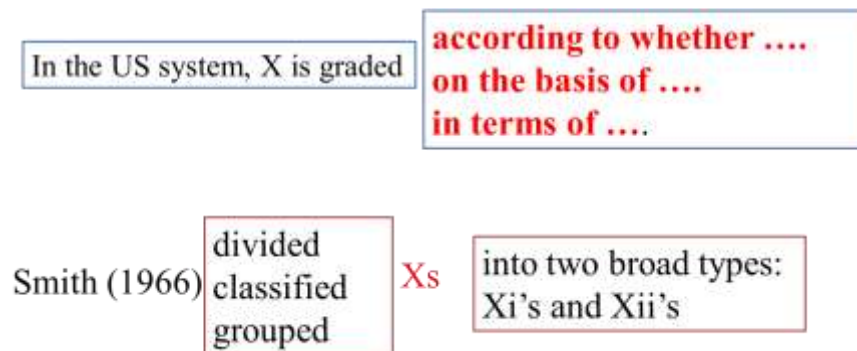 In the US system, X is graded
according to whether ….
on the basis of ….
in terms of ….
Smith (1966)
divided
classified
grouped
Xs
into two broad types:
Xi’s and Xii’s